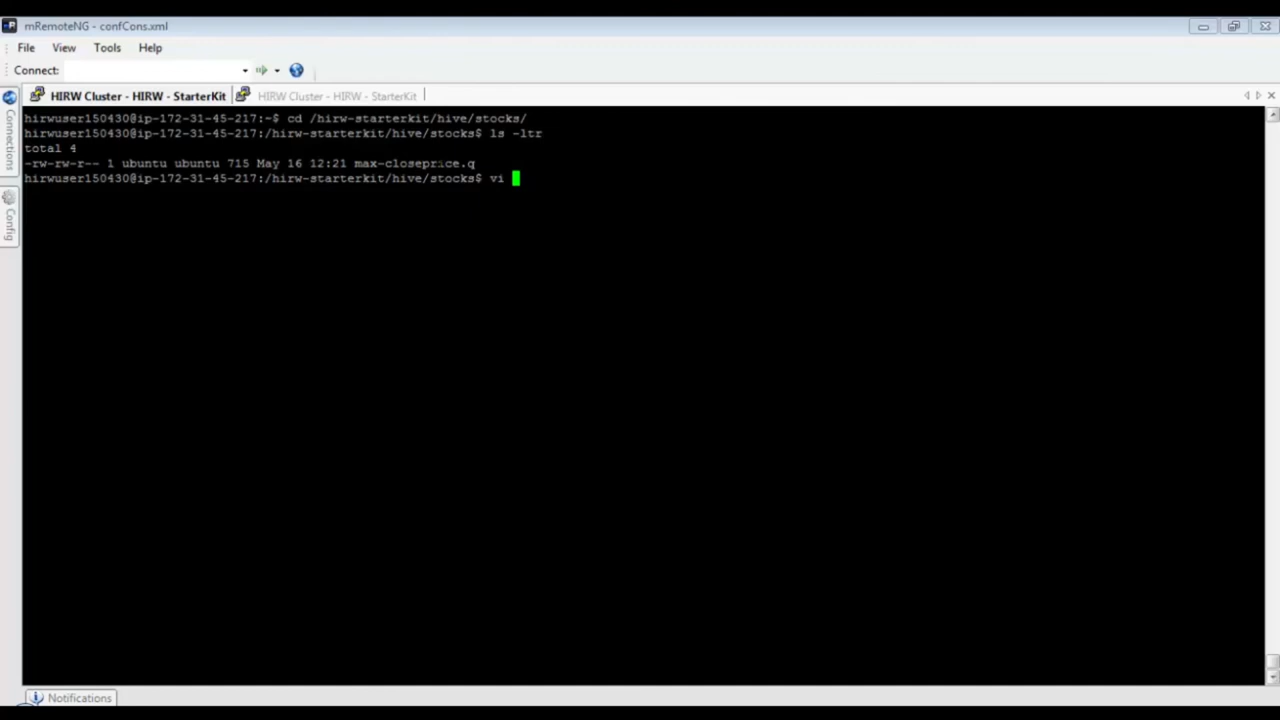 mRemoteNG - confCons.xml
File View Tools Help
Connect:
HIRW Cluster - HIRW - StarterKit HIRW Cluster - HIRW - StarterKit
Connections
Config
hirwuser150430@ip-172-31-45-217:~$ cd /hirw-starterkit/hive/stocks/
hirwuser150430@ip-172-31-45-217:/hirw-starterkit/hive/stocks$ ls -ltr
total 4
-rw-rw-r-- 1 ubuntu ubuntu 715 May 16 12:21 max-closeprice.q
hirwuser150430@ip-172-31-45-217:/hirw-starterkit/hive/stocks$ vi
Notifications